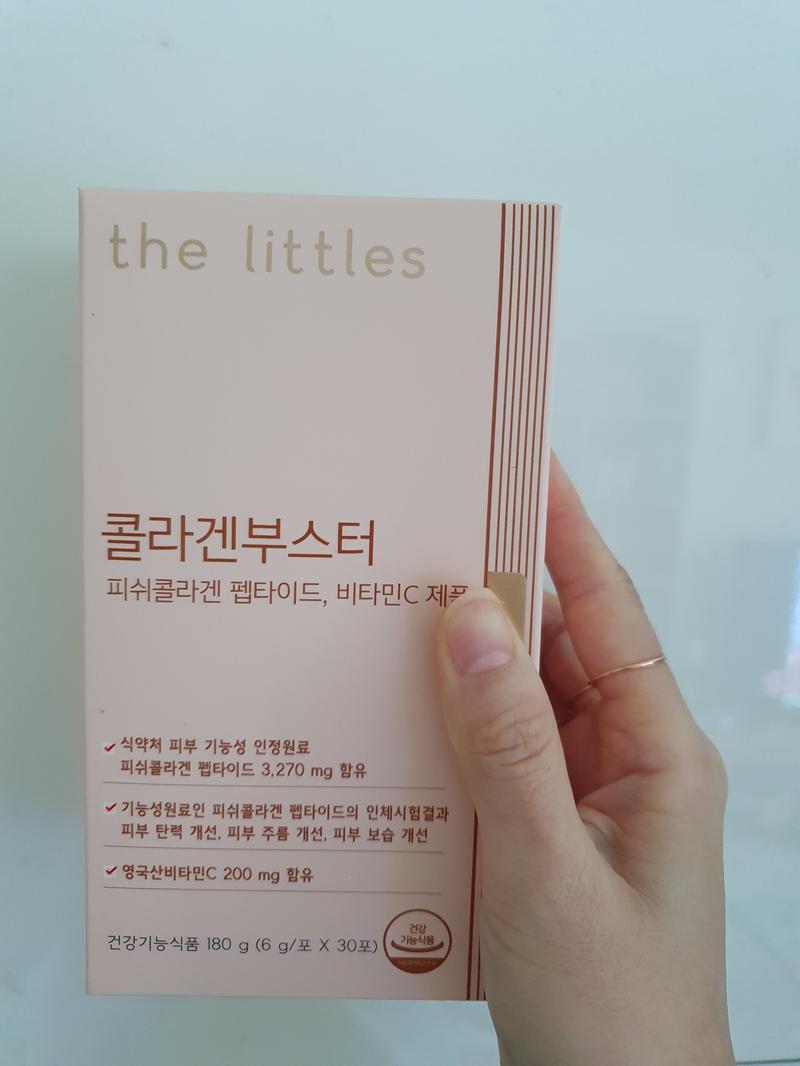 the littles
콜라겐부스터
피쉬콜라겐 펩타이드, 비타민C 제품
식약처 피부 기능성 인정원료
피쉬콜라겐 펩타이드 3,270 mg 함유
기능성원료인 피쉬콜라겐 펩타이드의 인체시험결과
피부 탄력 개선, 피부 주름 개선, 피부 보습 개선
영국산비타민C 200 mg 함유
건강기능식품 180 g (6 g/포 X 30포)
건강
기능식품